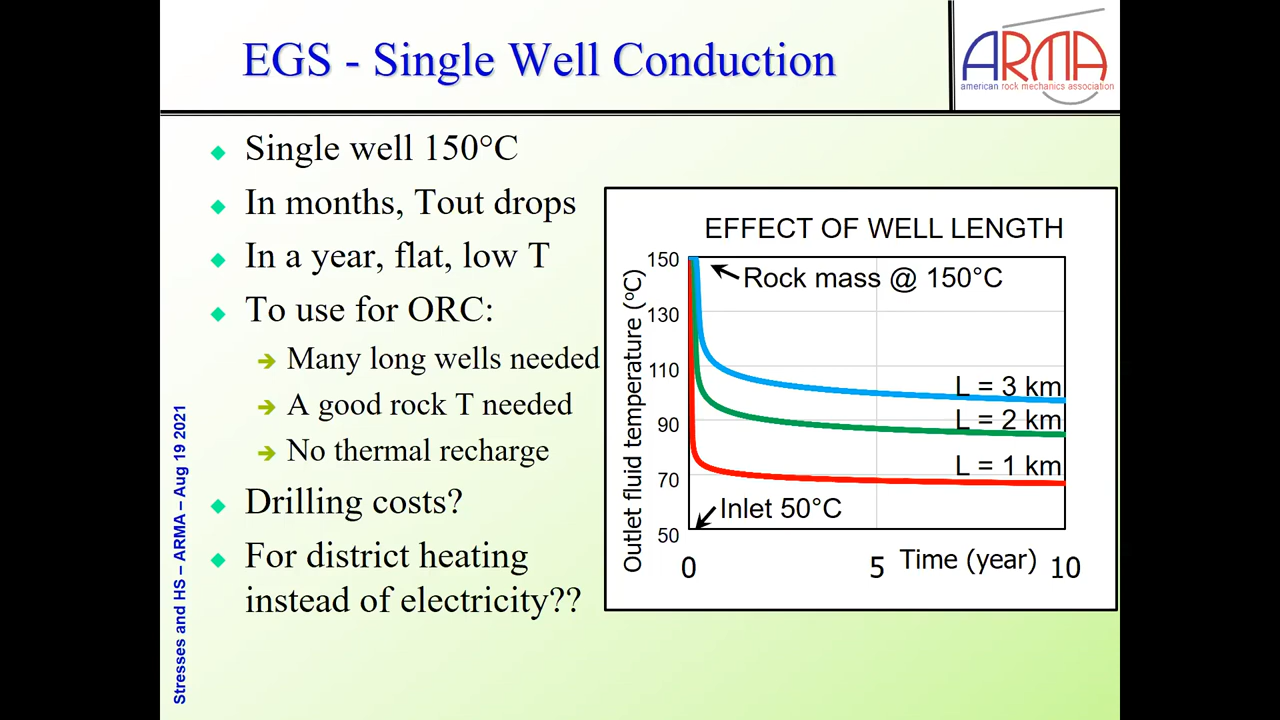 EGS - Single Well Conduction
ARMA
american rock mechanics association
Single well 150°C
In months, Tout drops
In a year, flat, low T
To use for ORC:
Many long wells needed
A good rock T needed
No thermal recharge
Drilling costs?
For district heating
instead of electricity??
Stresses and HS – ARMA – Aug 19 2021
EFFECT OF WELL LENGTH
Outlet fluid temperature (°C)
150
130
110
90
70
50
Rock mass @ 150°C
L = 3 km
L = 2 km
L = 1 km
Inlet 50°C
0
5
Time (year)
10